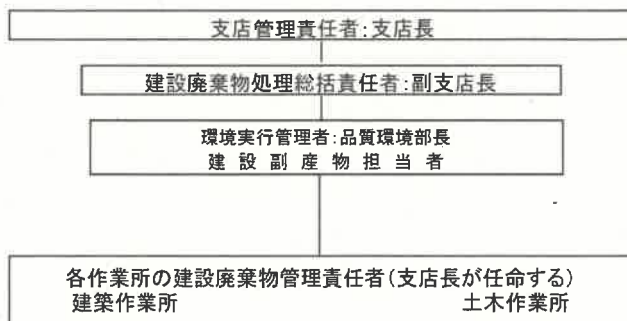 支店管理責任者:支店長
建設廃棄物処理総括責任者:副支店長
環境実行管理者:品質環境部長
建設副産物担当者
各作業所の建設廃棄物管理責任者(支店長が任命する)
建築作業所 土木作業所